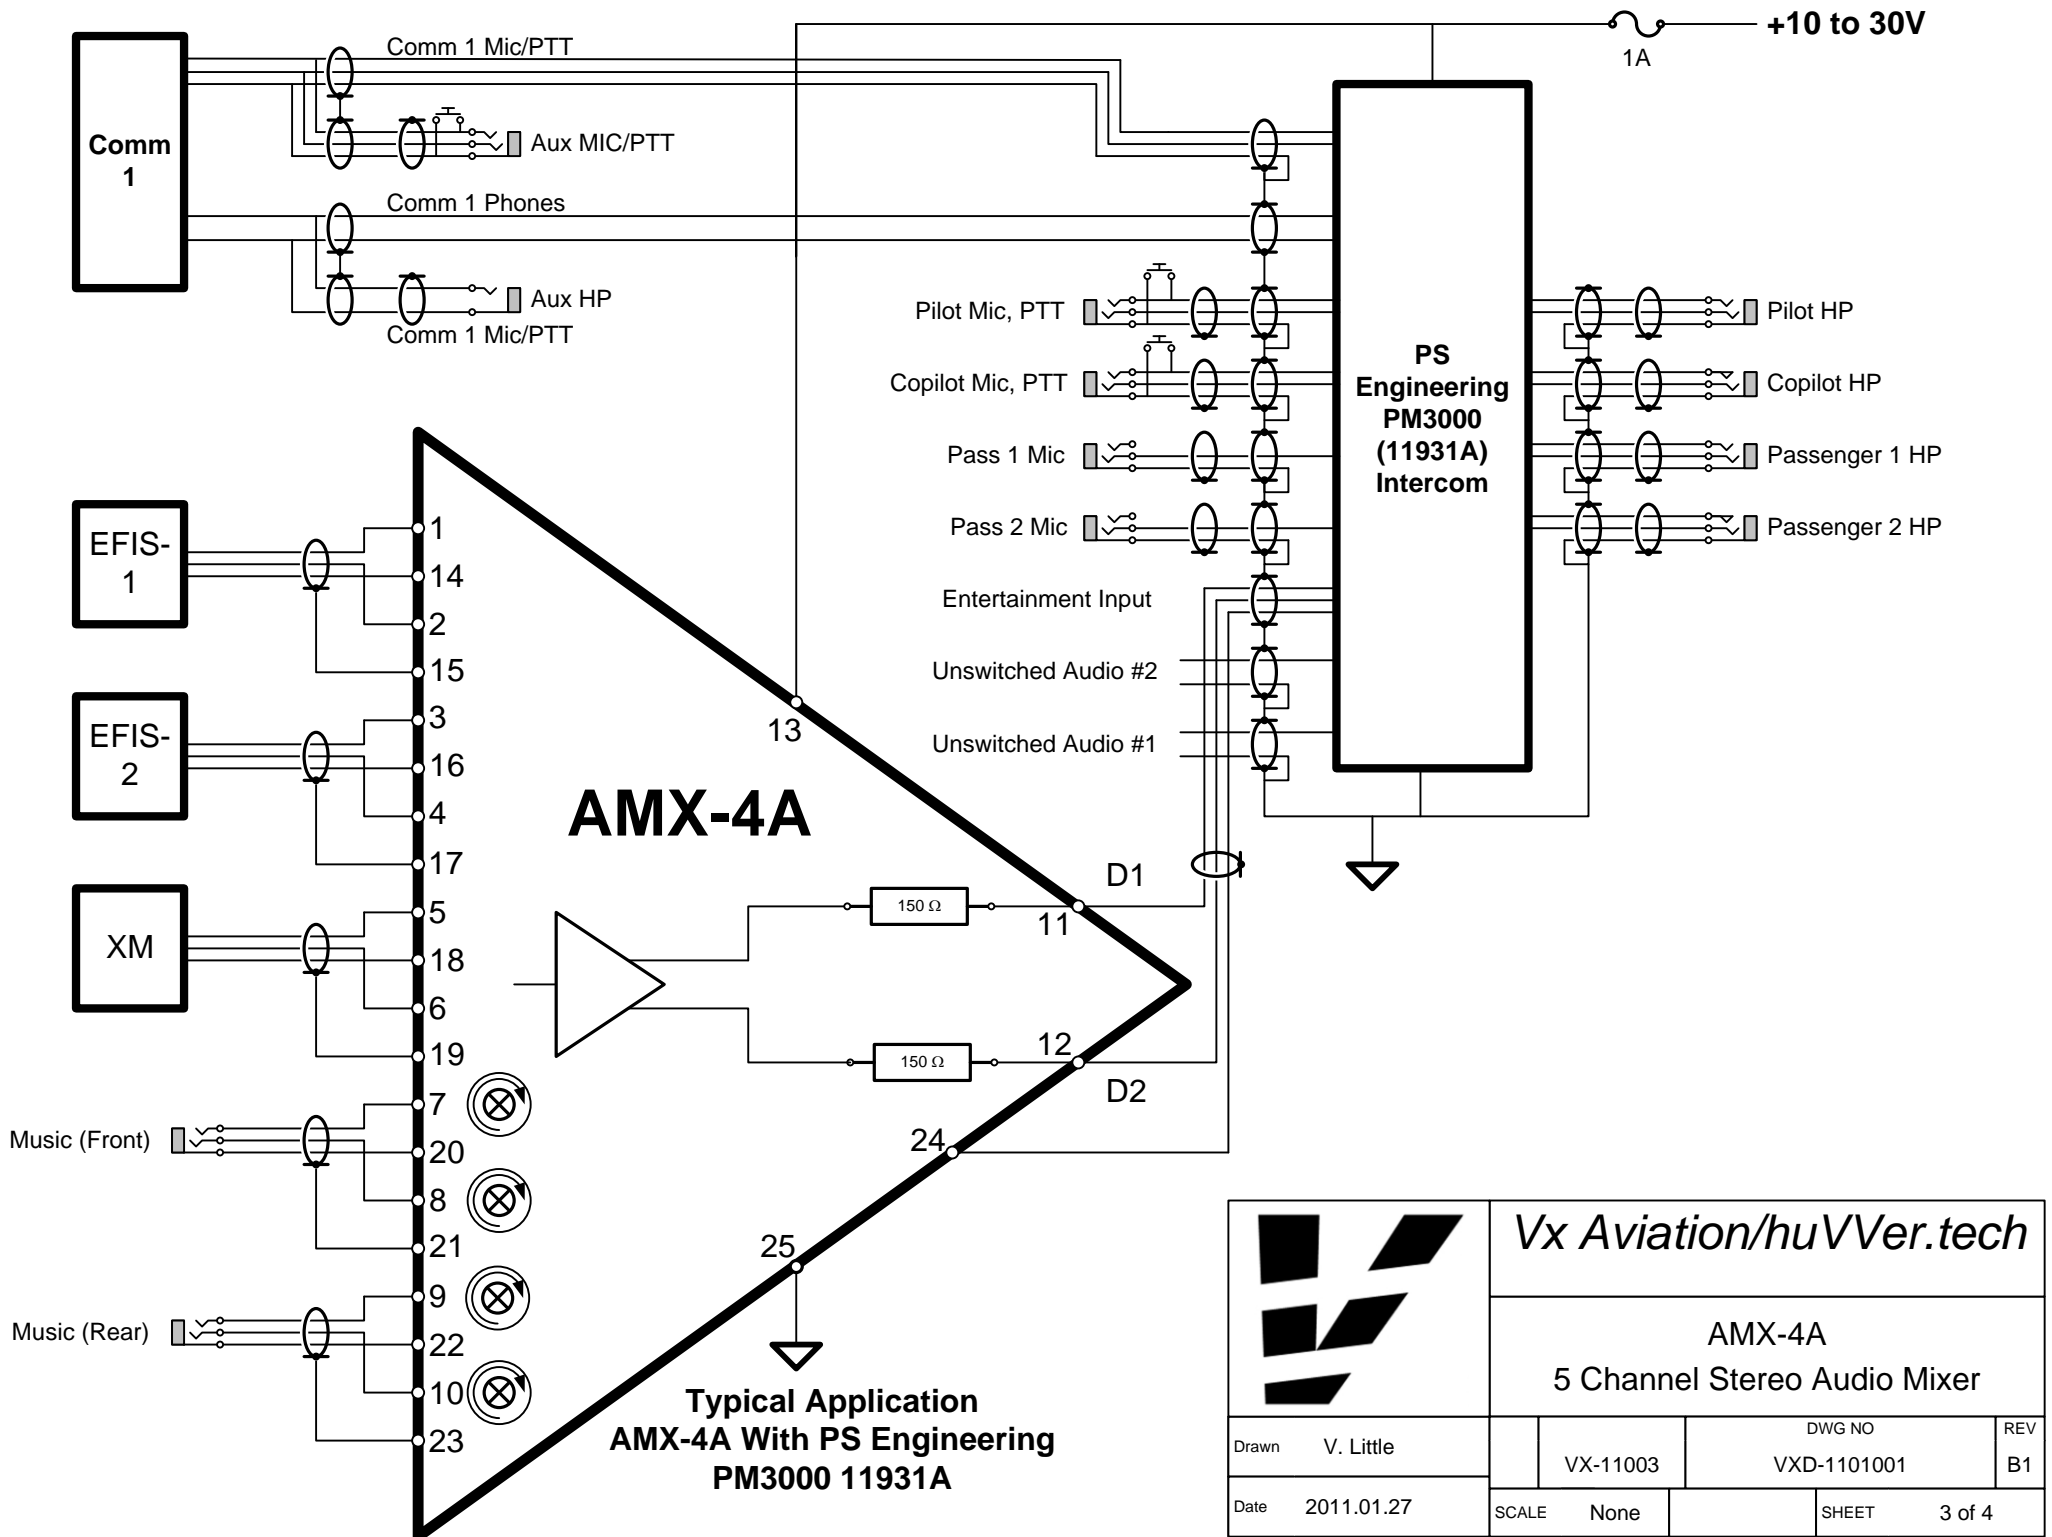 +10 to 30V
1A
Comm 1 Mic/PTT
Comm
1
Aux MIC/PTT
Comm 1 Phones
Aux HP
Comm 1 Mic/PTT
Pilot Mic, PTT
Copilot Mic, PTT
Pass 1 Mic
Pass 2 Mic
Entertainment Input
Unswitched Audio #2
Unswitched Audio #1
PS
Engineering
PM3000
(11931A)
Intercom
Pilot HP
Copilot HP
Passenger 1 HP
Passenger 2 HP
EFIS-
1
1
14
2
15
EFIS-
2
3
16
4
17
XM
5
18
6
19
Music (Front)
7
20
8
21
Music (Rear)
9
22
10
23
13
AMX-4A
150 Ω
D1
11
150 Ω
12
D2
24
25
Typical Application
AMX-4A With PS Engineering
PM3000 11931A
Vx Aviation/huVVer.tech
AMX-4A
5 Channel Stereo Audio Mixer
Drawn V. Little
VX-11003
DWG NO
VXD-1101001
REV
B1
Date 2011.01.27
SCALE None
SHEET 3 of 4